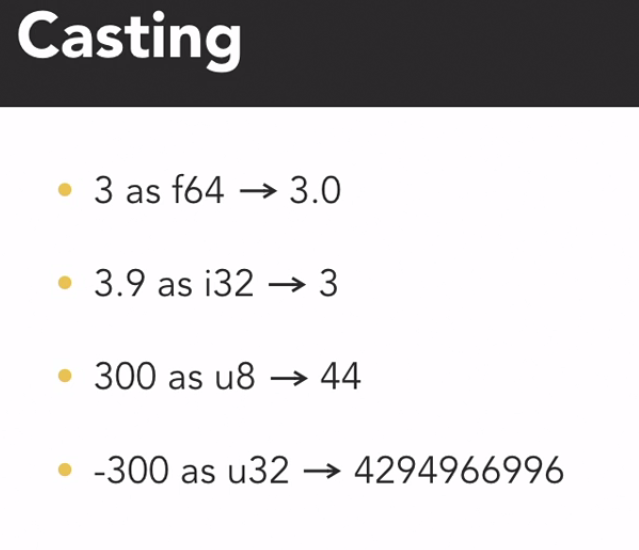 Casting
• 3 as f64 → 3.0
• 3.9 as i32 → 3
• 300 as u8 → 44
• -300 as u32 → 4294966996